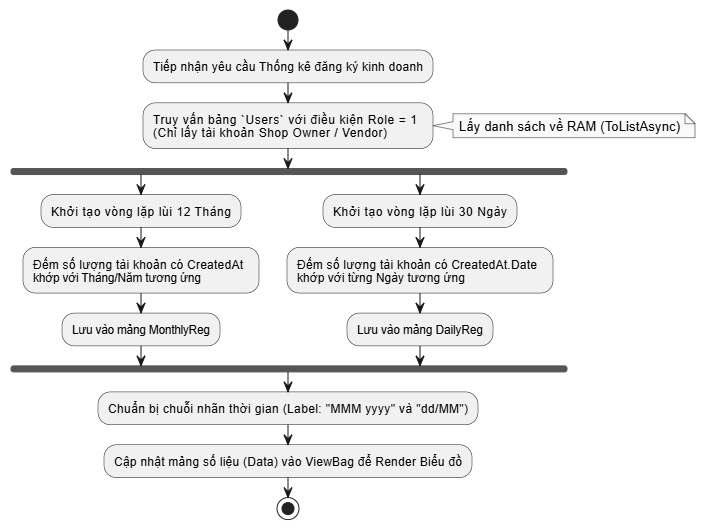 Tiếp nhận yêu cầu Thống kê đăng ký kinh doanh
Truy vấn bảng `Users` với điều kiện Role = 1
(Chỉ lấy tài khoản Shop Owner / Vendor)
Lấy danh sách về RAM (ToListAsync)
Khởi tạo vòng lặp lùi 12 Tháng
Đếm số lượng tài khoản có CreatedAt
khớp với Tháng/Năm tương ứng
Lưu vào mảng MonthlyReg
Khởi tạo vòng lặp lùi 30 Ngày
Đếm số lượng tài khoản có CreatedAt.Date
khớp với từng Ngày tương ứng
Lưu vào mảng DailyReg
Chuẩn bị chuỗi nhãn thời gian (Label: "MMM yyyy" và "dd/MM")
Cập nhật mảng số liệu (Data) vào ViewBag để Render Biểu đồ